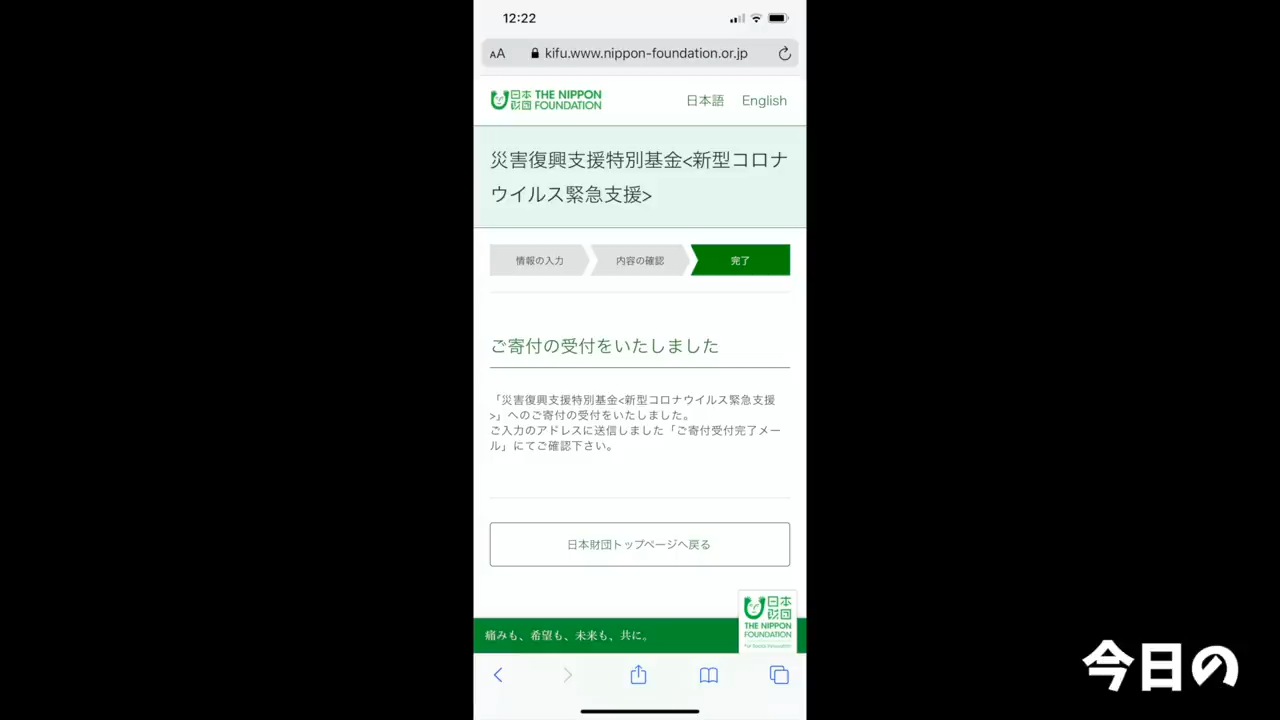 12:22
AA kifu.www.nippon-foundation.or.jp
日本 THE NIPPON
財団 FOUNDATION
日本語 English
災害復興支援特別基金<新型コロナ
ウイルス緊急支援>
情報の入力 内容の確認 完了
ご寄付の受付をいたしました
「災害復興支援特別基金<新型コロナウイルス緊急支援
>」へのご寄付の受付をいたしました。
ご入力のアドレスに送信しました「ご寄付受付完了メー
ル」にてご確認下さい。
日本財団トップページへ戻る
痛みも、希望も、未来も、共に。
日本
財団
THE NIPPON
FOUNDATION
For Social Innovation
今日の